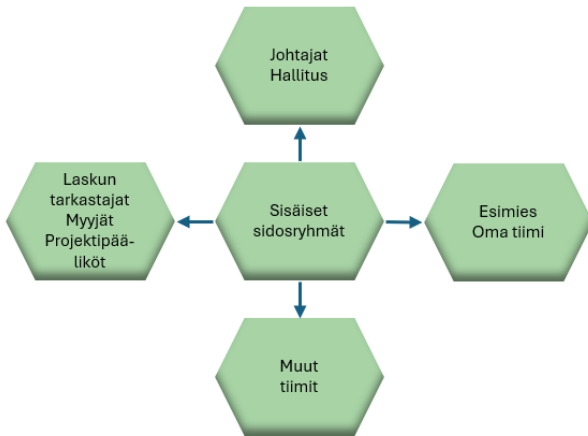 Johtajat
Hallitus
Laskun
tarkastajat
Myyjät
Projektipää-
liköt
Sisäiset
sidosryhmät
Esimies
Oma tiimi
Muut
tiimit